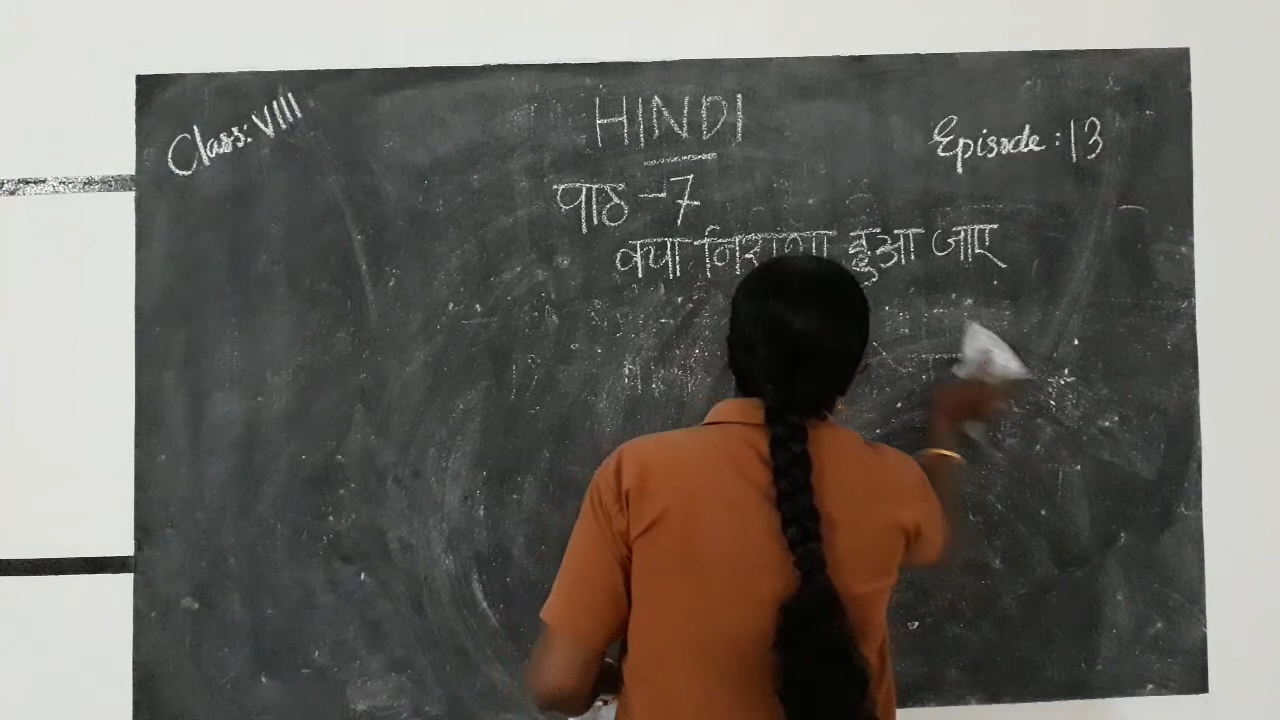 Class: VIII
HINDI
Episode: 13
पाठ -7
क्या निराशा हुआ जाए